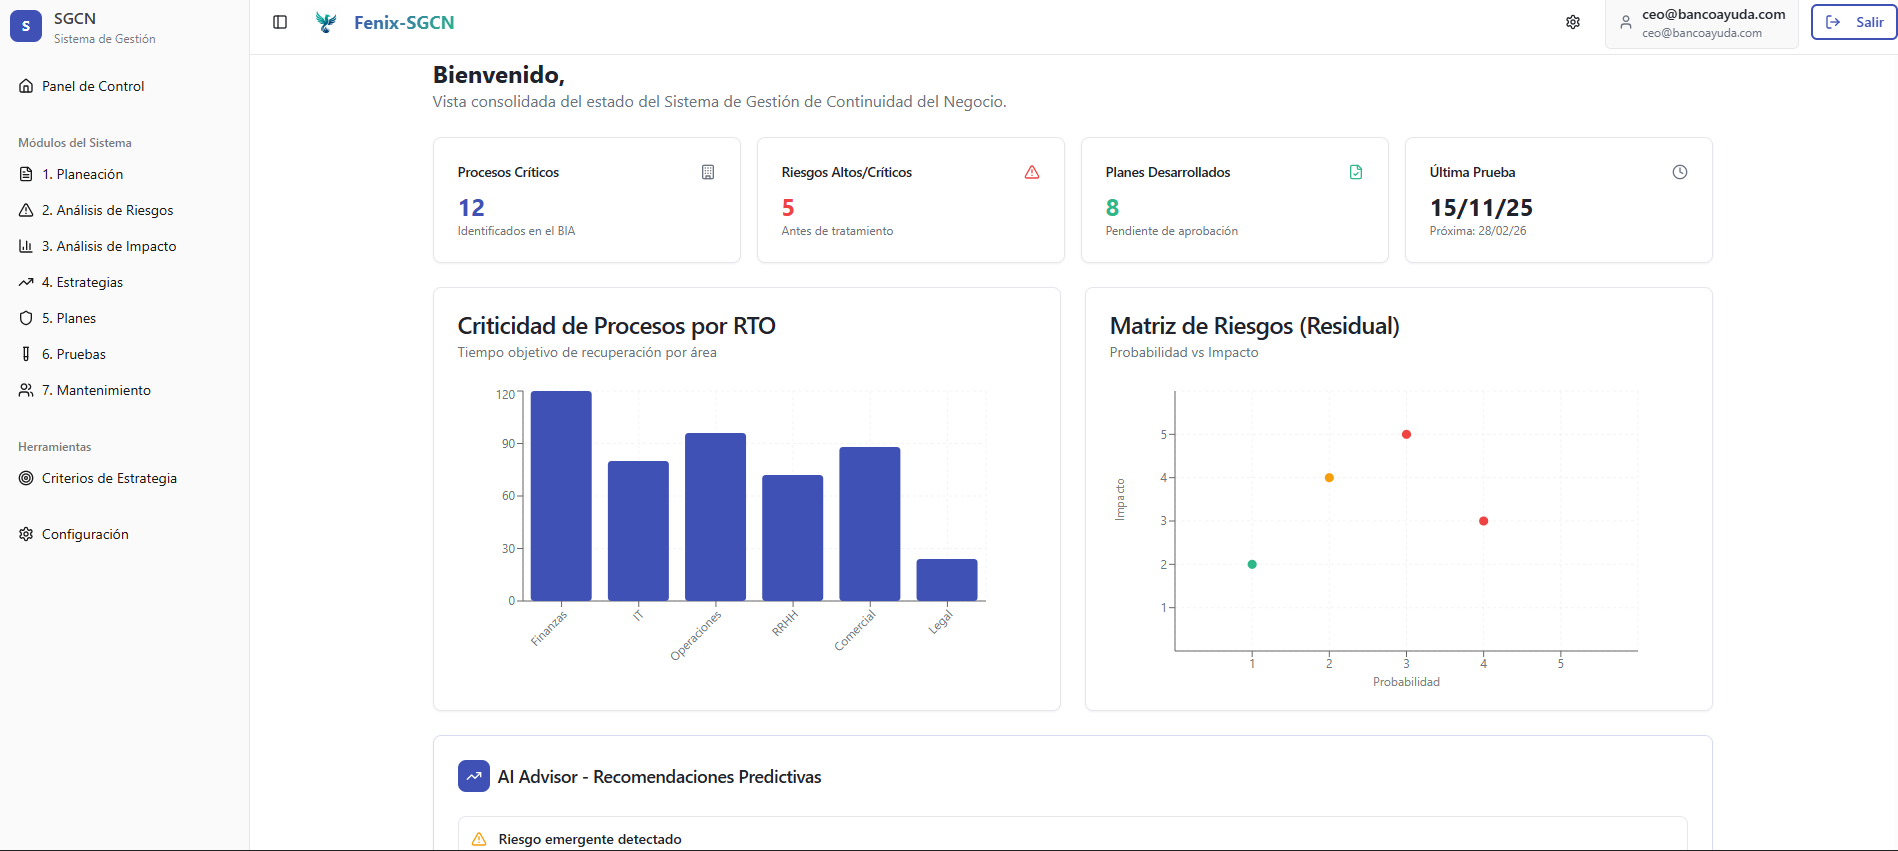 S
SGCN
Sistema de Gestión
Panel de Control
Módulos del Sistema
1. Planeación
2. Análisis de Riesgos
3. Análisis de Impacto
4. Estrategias
5. Planes
6. Pruebas
7. Mantenimiento
Herramientas
Criterios de Estrategia
Configuración
Fenix-SGCN
ceo@bancoayuda.com
ceo@bancoayuda.com
Salir
Bienvenido,
Vista consolidada del estado del Sistema de Gestión de Continuidad del Negocio.
Procesos Críticos
12
Identificados en el BIA
Riesgos Altos/Críticos
5
Antes de tratamiento
Planes Desarrollados
8
Pendiente de aprobación
Última Prueba
15/11/25
Próxima: 28/02/26
Criticidad de Procesos por RTO
Tiempo objetivo de recuperación por área
120
90
60
30
0
Finanzas
IT
Operaciones
RRHH
Comercial
Legal
Matriz de Riesgos (Residual)
Probabilidad vs Impacto
Impacto
5
4
3
2
1
1 2 3 4 5
Probabilidad
AI Advisor - Recomendaciones Predictivas
Riesgo emergente detectado